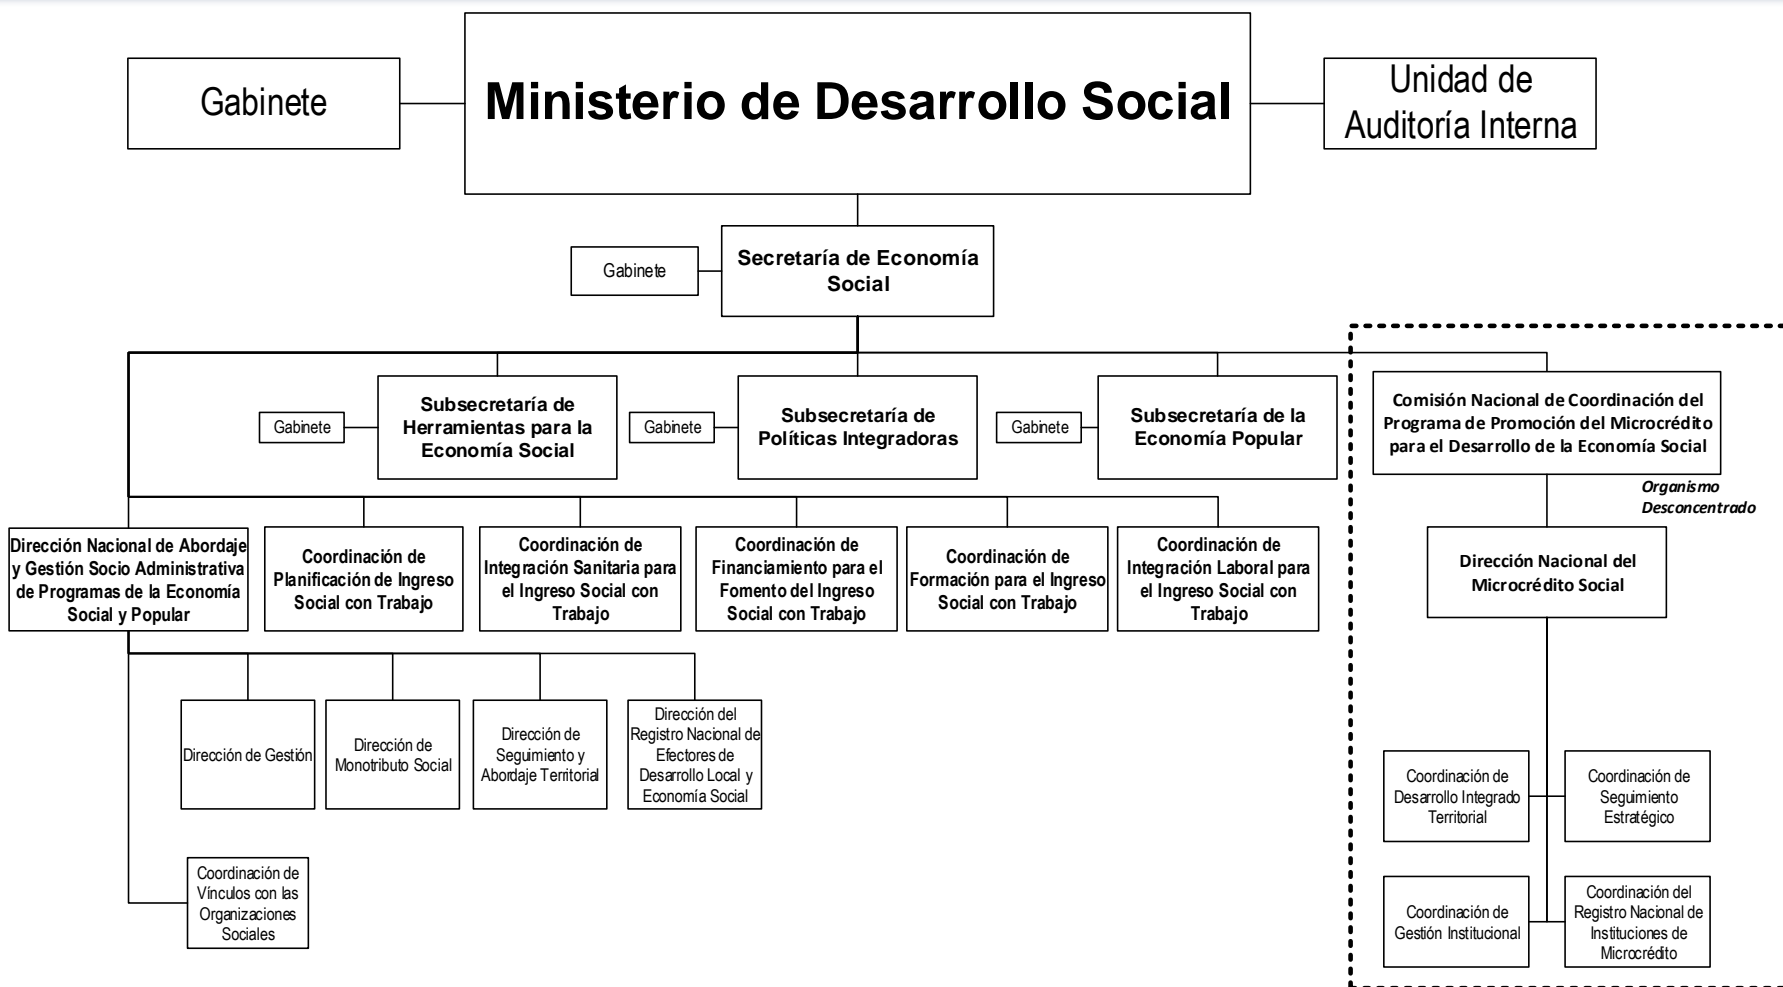 Gabinete
Ministerio de Desarrollo Social
Unidad de
Auditoría Interna
Gabinete
Secretaría de Economía
Social
Gabinete
Subsecretaría de
Herramientas para la
Economía Social
Gabinete
Subsecretaría de
Políticas Integradoras
Gabinete
Subsecretaría de la
Economía Popular
Comisión Nacional de Coordinación del
Programa de Promoción del Microcrédito
para el Desarrollo de la Economía Social
Organismo
Desconcentrado
Dirección Nacional de Abordaje
y Gestión Socio Administrativa
de Programas de la Economía
Social y Popular
Coordinación de
Planificación de Ingreso
Social con Trabajo
Coordinación de
Integración Sanitaria para
el Ingreso Social con
Trabajo
Coordinación de
Financiamiento para el
Fomento del Ingreso
Social con Trabajo
Coordinación de
Formación para el Ingreso
Social con Trabajo
Coordinación de
Integración Laboral para
el Ingreso Social con
Trabajo
Dirección Nacional del
Microcrédito Social
Dirección de Gestión
Dirección de
Monotributo Social
Dirección de
Seguimiento y
Abordaje Territorial
Dirección del
Registro Nacional de
Efectores de
Desarrollo Local y
Economía Social
Coordinación de
Desarrollo Integrado
Territorial
Coordinación de
Seguimiento
Estratégico
Coordinación de
Vínculos con las
Organizaciones
Sociales
Coordinación de
Gestión Institucional
Coordinación del
Registro Nacional de
Instituciones de
Microcrédito